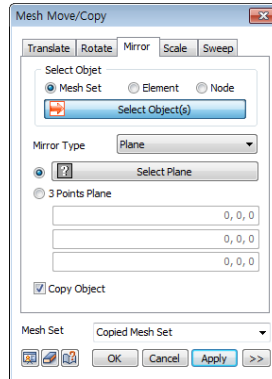 Mesh Move/Copy
Translate Rotate Mirror Scale Sweep
Select Objet
Mesh Set Element Node
Select Object(s)
Mirror Type Plane
Select Plane
3 Points Plane
0, 0, 0
0, 0, 0
0, 0, 0
Copy Object
Mesh Set Copied Mesh Set
OK Cancel Apply >>